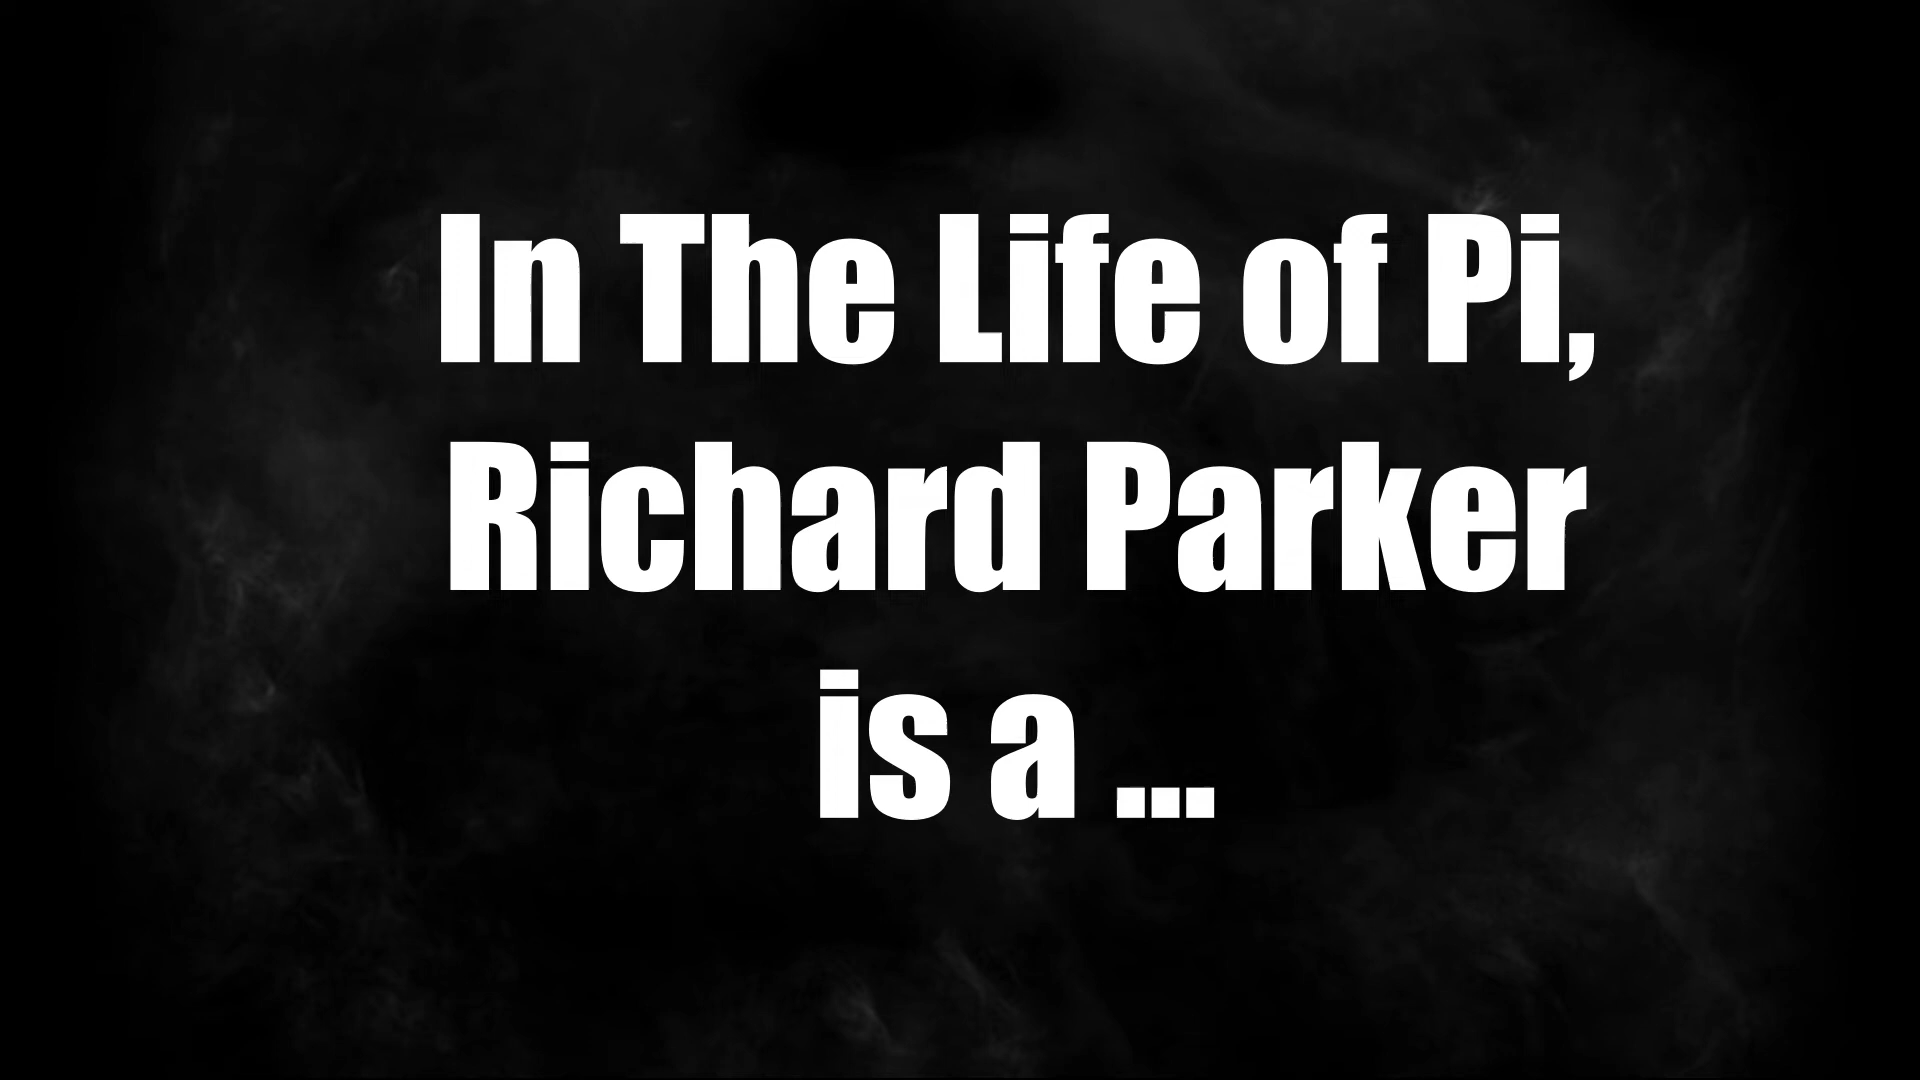 In The Life of Pi,
Richard Parker
is a ...